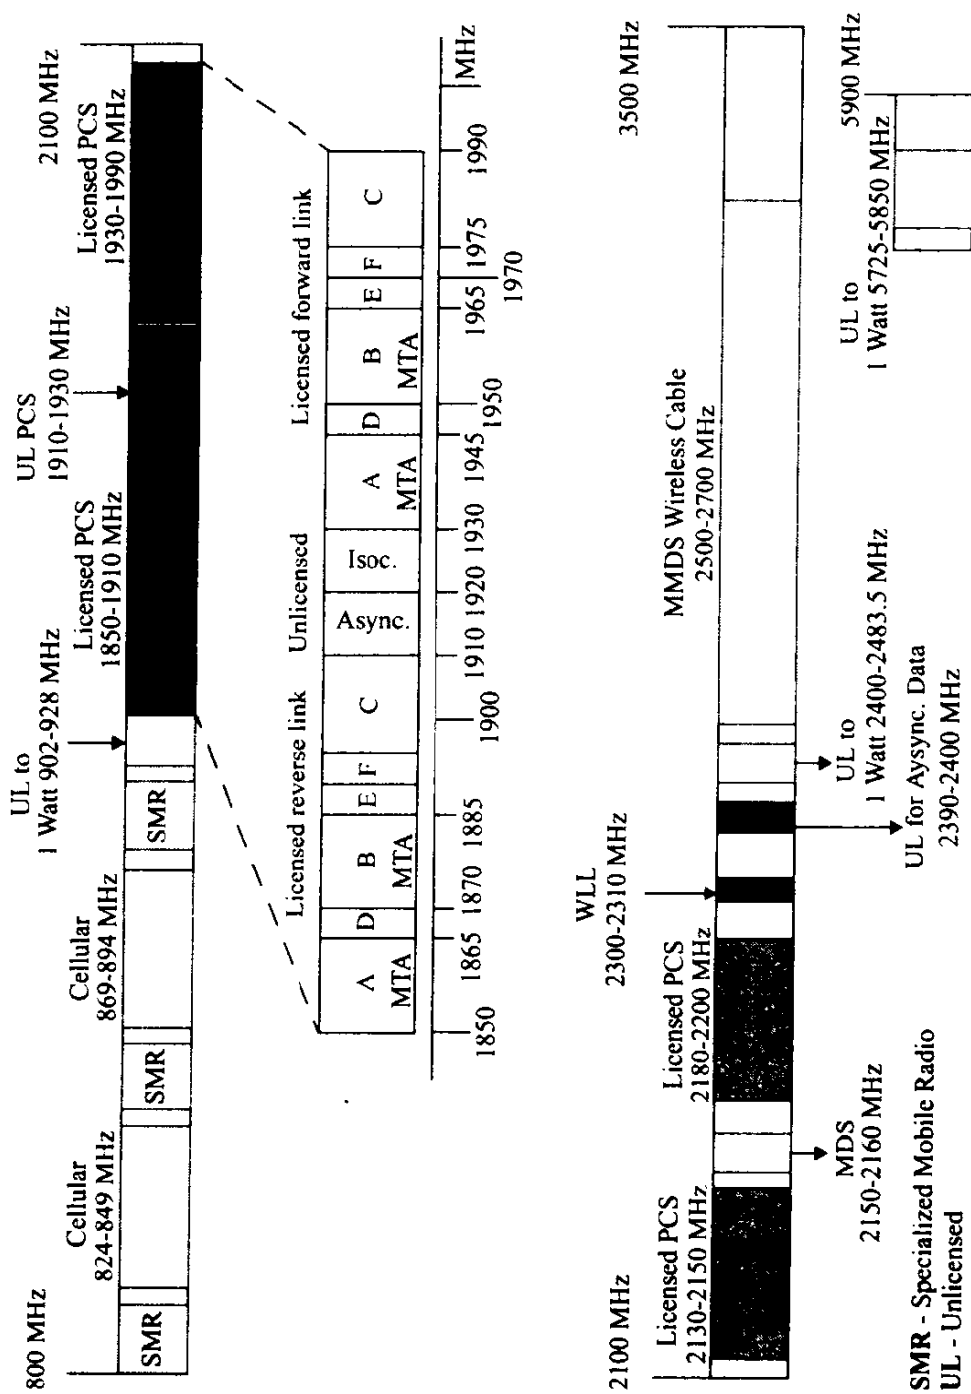 800 MHz
Cellular
824-849 MHz
Cellular
869-894 MHz
UL to
1 Watt 902-928 MHz
Licensed PCS
1850-1910 MHz
UL PCS
1910-1930 MHz
Licensed PCS
1930-1990 MHz
2100 MHz
SMR
SMR
SMR
Licensed reverse link
Unlicensed
Licensed forward link
A
MTA
D
B
MTA
E
F
C
Async.
Isoc.
A
MTA
D
B
MTA
E
F
C
1850
1865
1870
1885
1900
1910
1920
1930
1945
1950
1965
1970
1975
1990
MHz
2100 MHz
Licensed PCS
2130-2150 MHz
Licensed PCS
2180-2200 MHz
WLL
2300-2310 MHz
MMDS Wireless Cable
2500-2700 MHz
3500 MHz
MDS
2150-2160 MHz
UL for Aysync. Data
2390-2400 MHz
UL to
1 Watt 2400-2483.5 MHz
UL to
1 Watt 5725-5850 MHz
5900 MHz
SMR - Specialized Mobile Radio
UL - Unlicensed